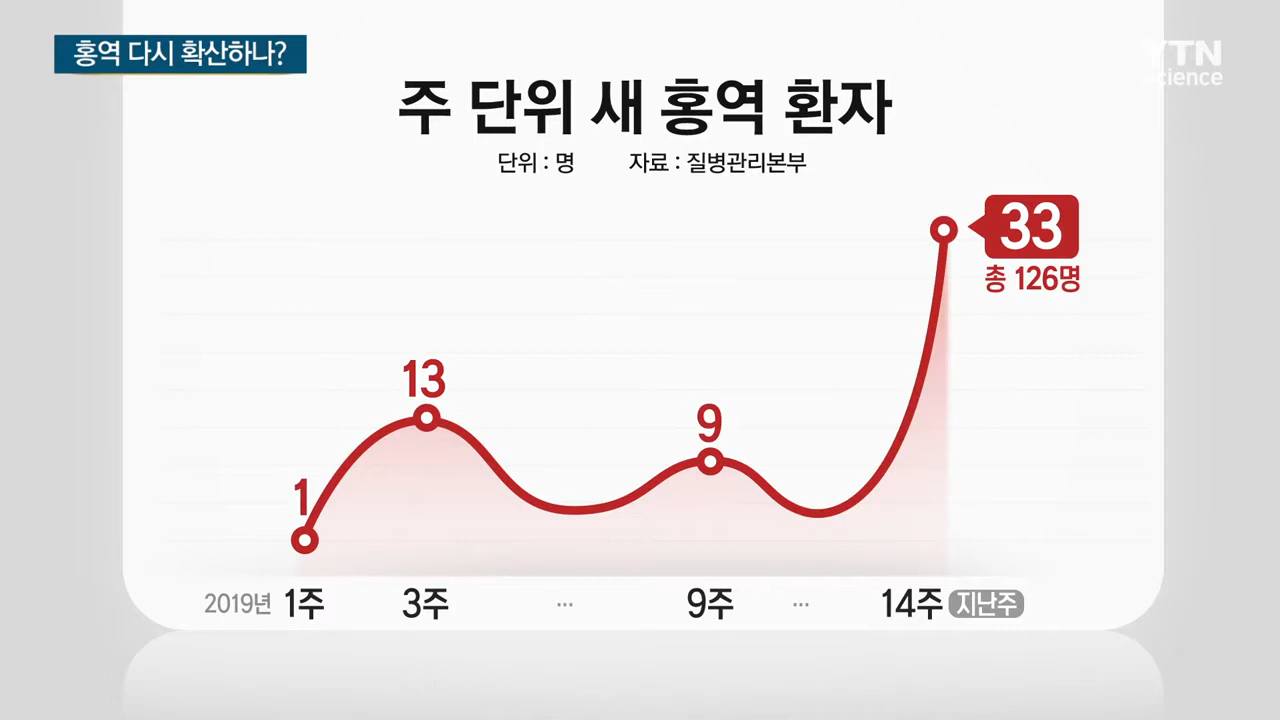 홍역 다시 확산하나?
YTN
science
주 단위 새 홍역 환자
단위 : 명 자료 : 질병관리본부
33
총 126명
13
9
1
2019년 1주 3주 ... 9주 ... 14주 지난주